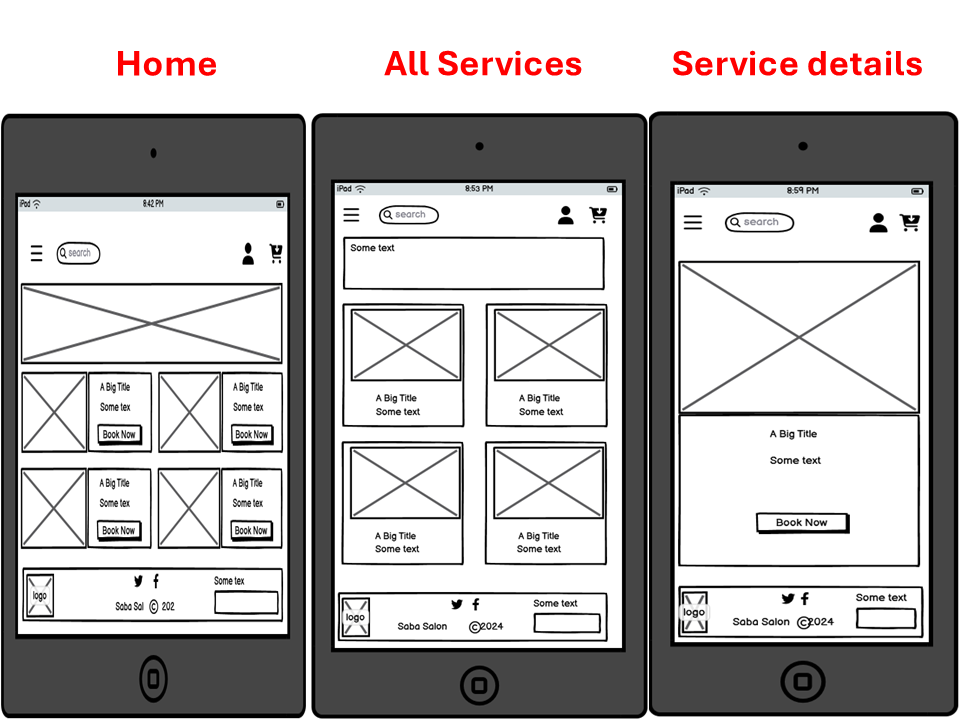 Home
All Services
Service details
iPad 8:42 PM
search
A Big Title
Some tex
Book Now
A Big Title
Some tex
Book Now
A Big Title
Some tex
Book Now
A Big Title
Some tex
Book Now
logo
Saba Sal © 202
Some tex
iPad 8:53 PM
search
Some text
A Big Title
Some text
A Big Title
Some text
A Big Title
Some text
A Big Title
Some text
logo
Saba Salon ©2024
Some text
iPad 8:59 PM
search
A Big Title
Some text
Book Now
logo
Saba Salon ©2024
Some text